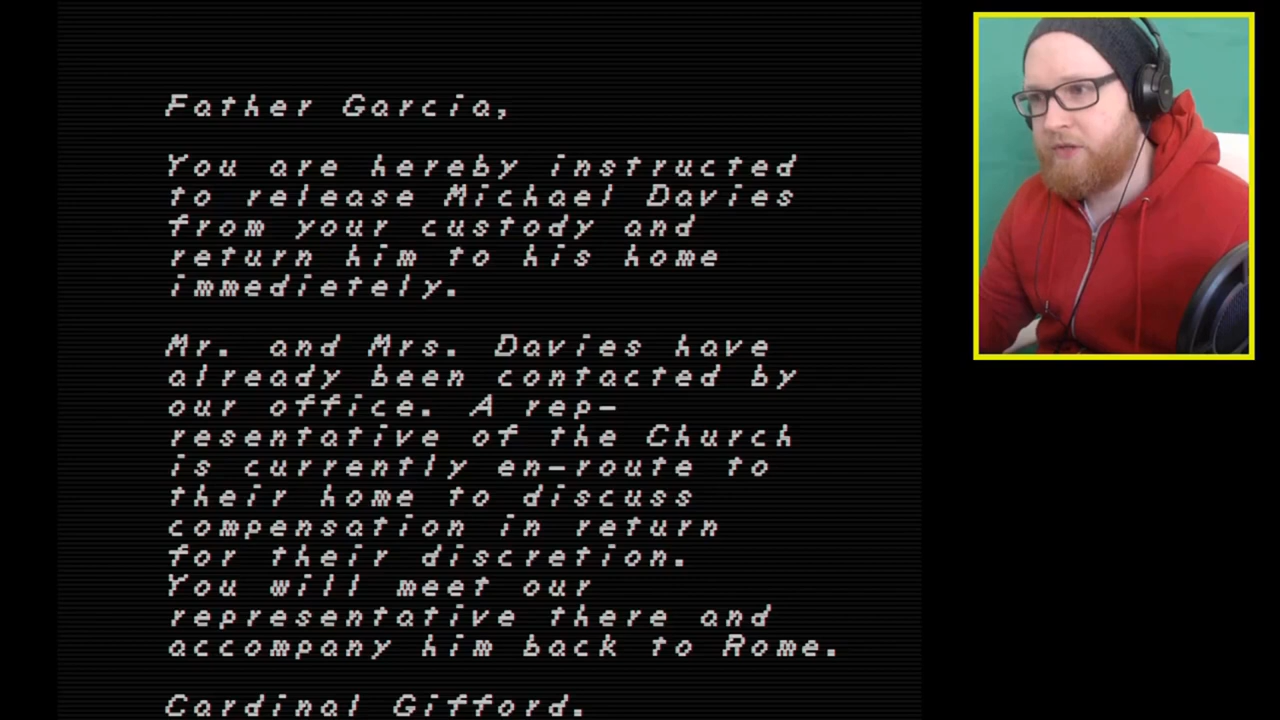 Father Garcia,
You are hereby instructed
to release Michael Davies
from your custody and
return him to his home
immedietely.
Mr. and Mrs. Davies have
already been contacted by
our office. A rep-
resentative of the Church
is currently en-route to
their home to discuss
compensation in return
for their discretion.
You will meet our
representative there and
accompany him back to Rome.
Cardinal Gifford.